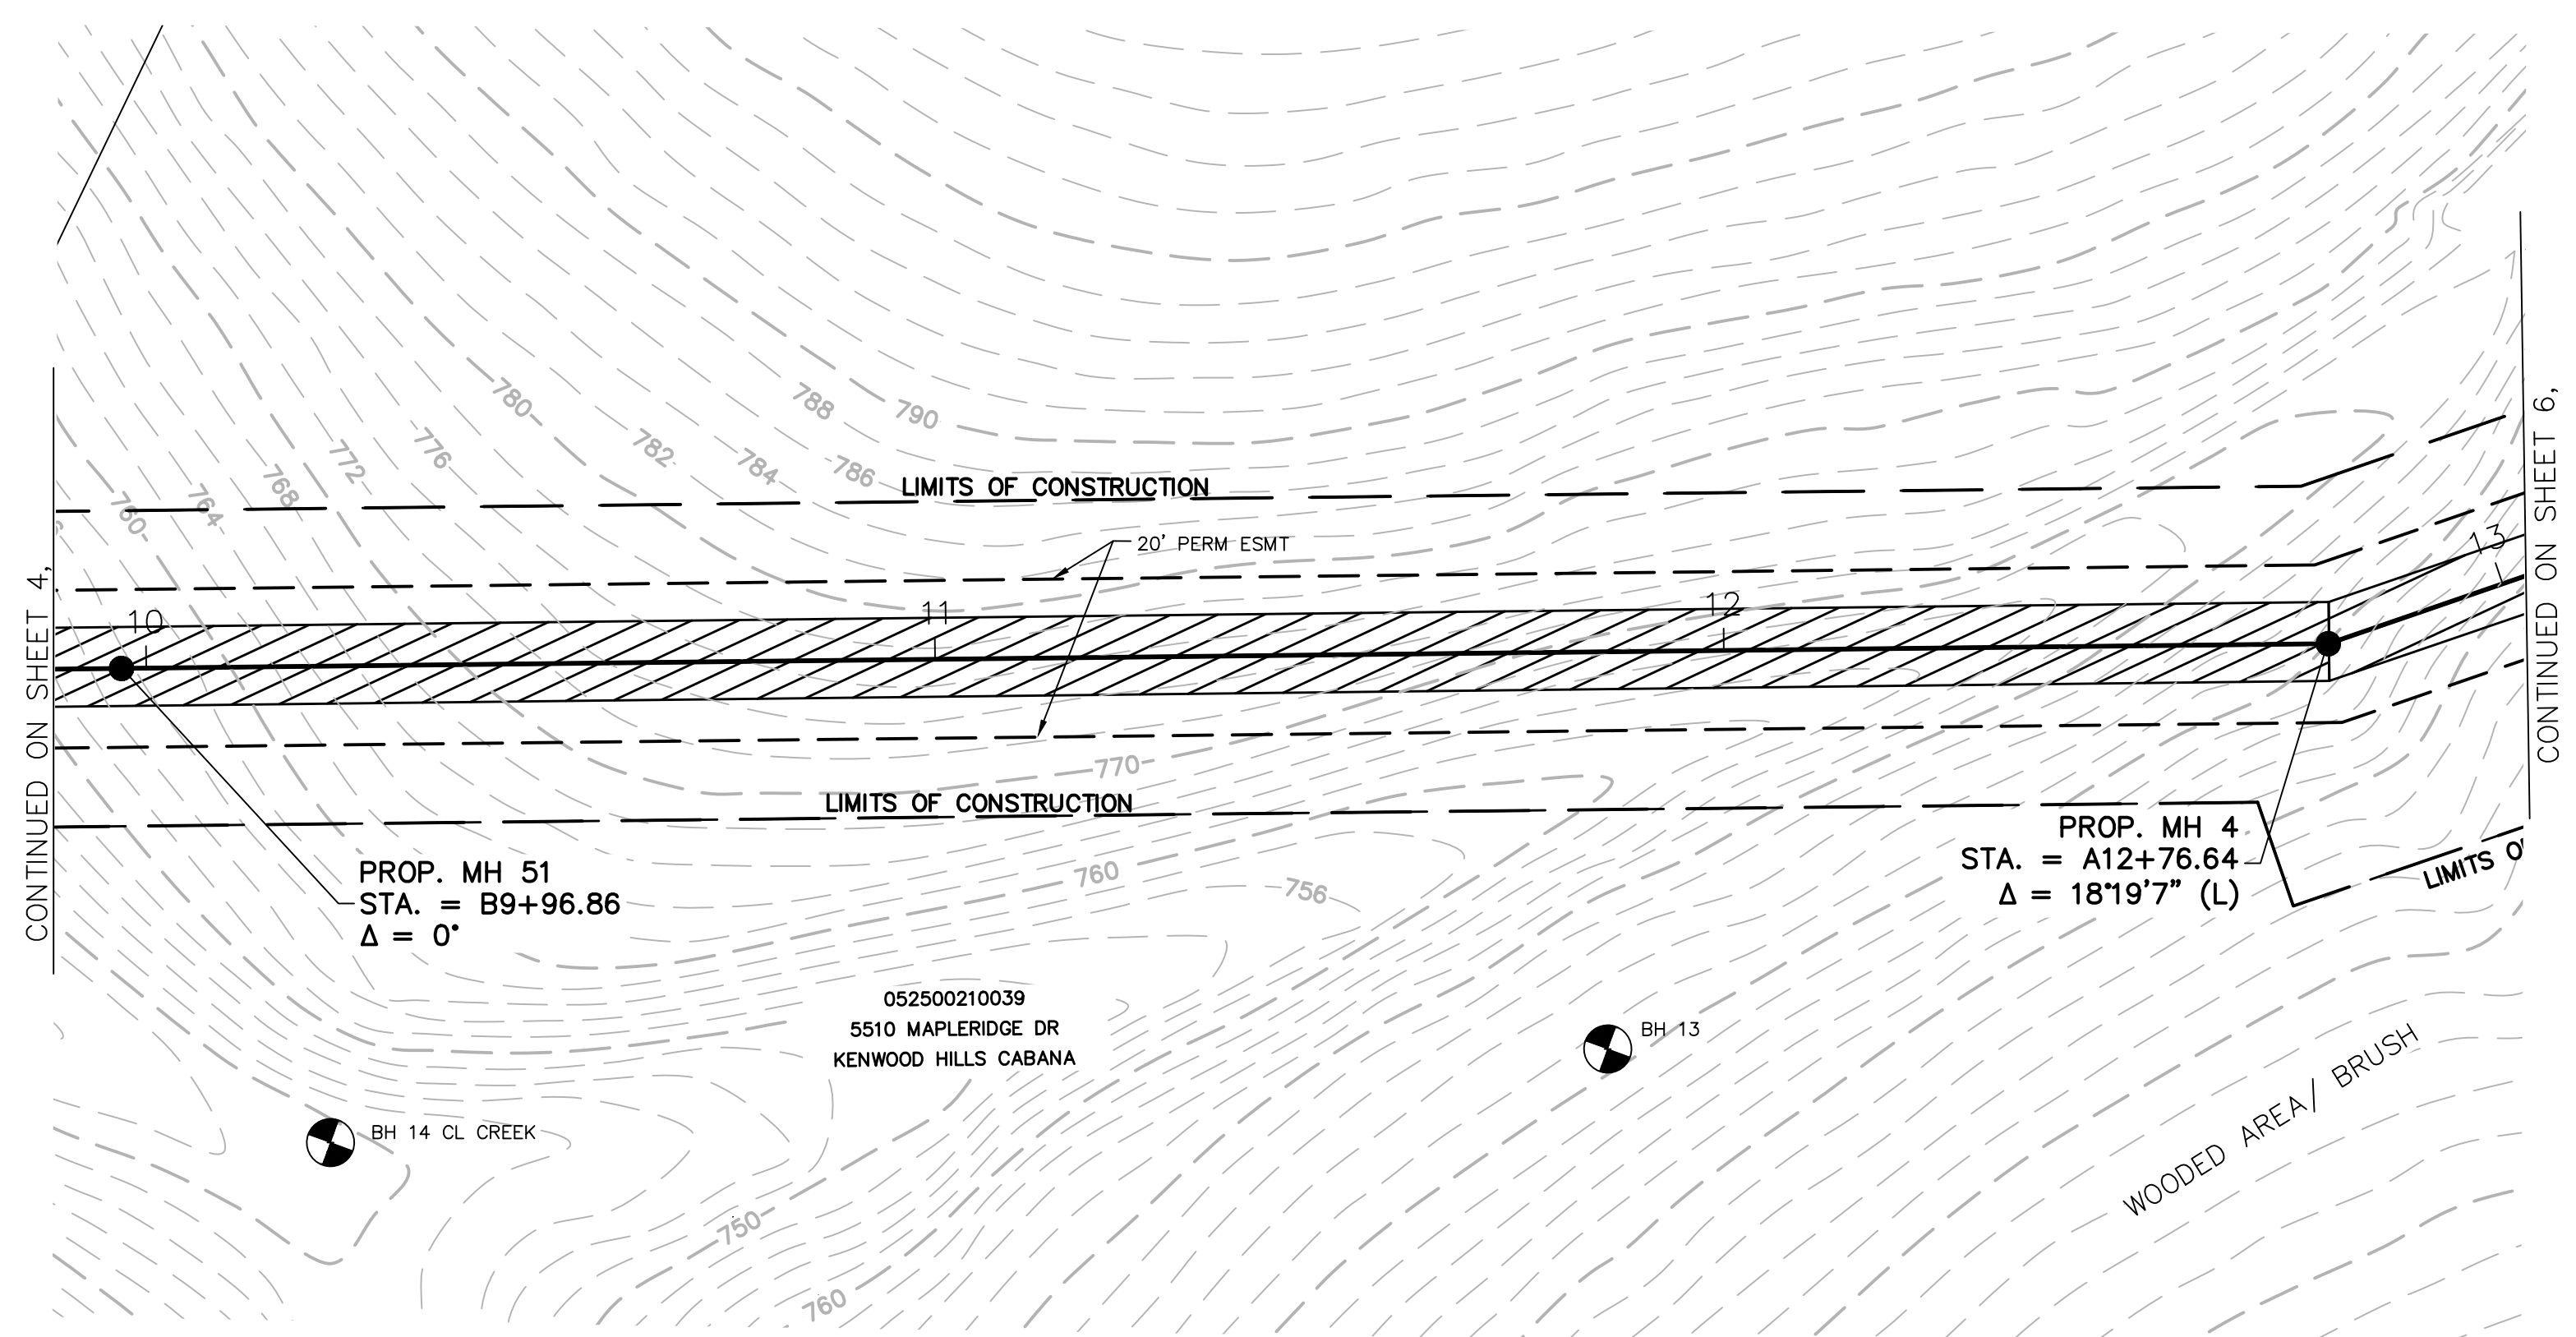 780
788
790
776
782
784
786
772
768
764
760
LIMITS OF CONSTRUCTION
20' PERM ESMT
10
11
12
13
CONTINUED ON SHEET 4,
CONTINUED ON SHEET 6,
770
LIMITS OF CONSTRUCTION
PROP. MH 51
STA. = B9+96.86
Δ = 0°
PROP. MH 4
STA. = A12+76.64
Δ = 18°19'7" (L)
LIMITS O
760
756
052500210039
5510 MAPLERIDGE DR
KENWOOD HILLS CABANA
BH 13
BH 14 CL CREEK
WOODED AREA/ BRUSH
750
760